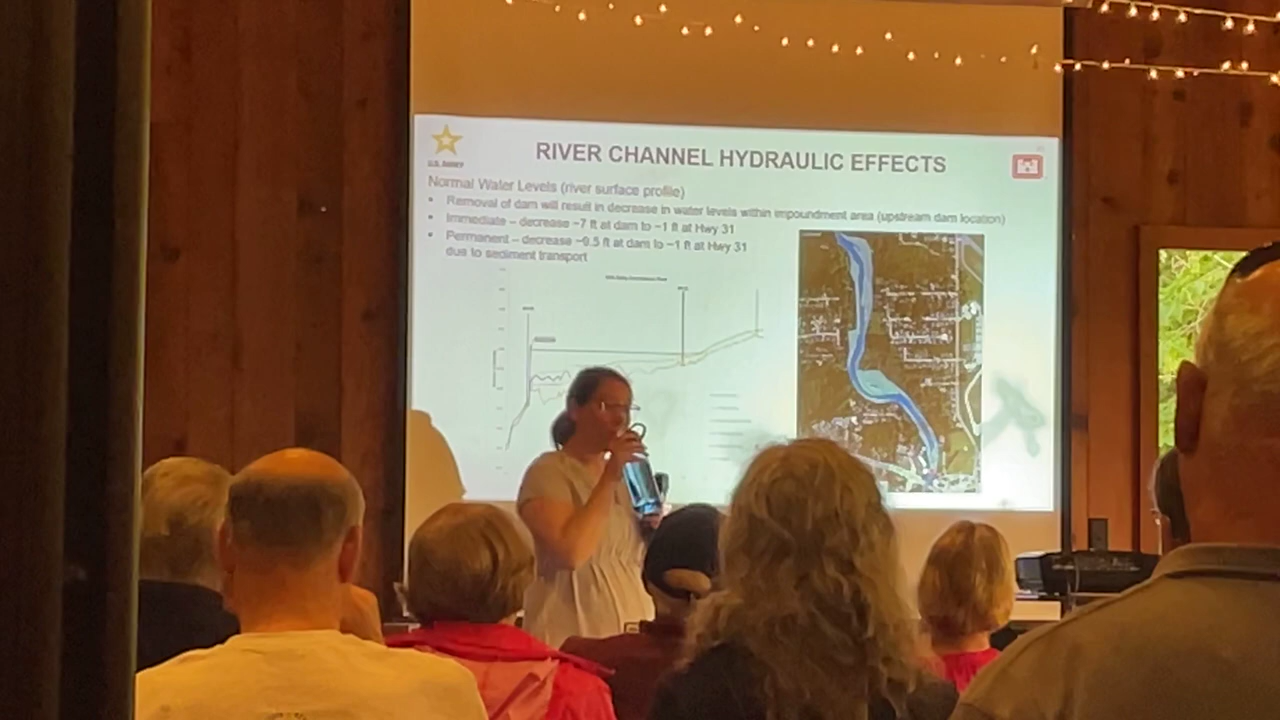 U.S. ARMY
RIVER CHANNEL HYDRAULIC EFFECTS
Normal Water Levels (river surface profile)
• Removal of dam will result in decrease in water levels within impoundment area (upstream dam location)
• Immediate – decrease ~7 ft at dam to ~1 ft at Hwy 31
• Permanent – decrease ~9.5 ft at dam to ~1 ft at Hwy 31
due to sediment transport